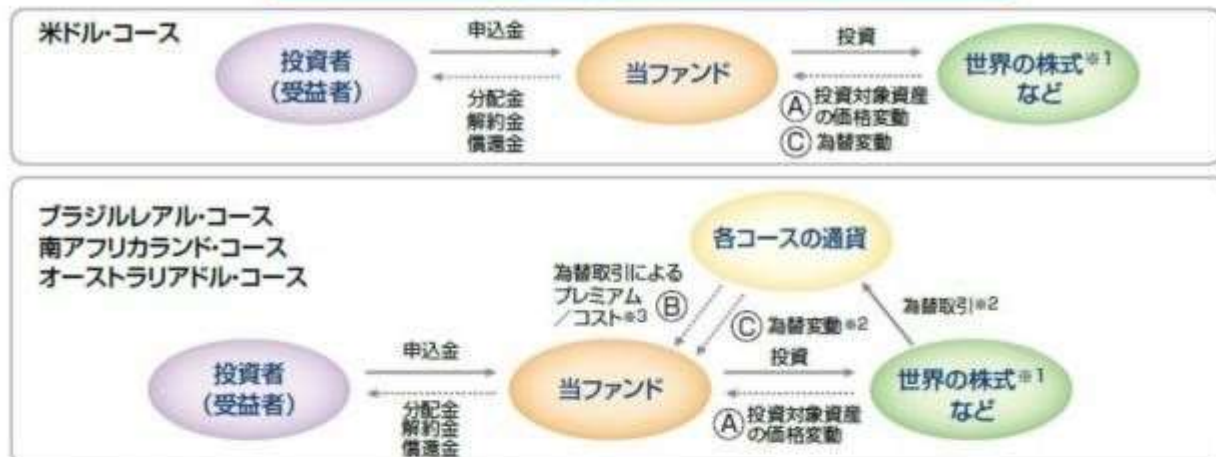 米ドル・コース
投資者
（受益者）
申込金
分配金
解約金
償還金
当ファンド
投資
Ⓐ 投資対象資産
の価格変動
Ⓒ 為替変動
世界の株式※1
など
ブラジルレアル・コース
南アフリカランド・コース
オーストラリアドル・コース
各コースの通貨
為替取引による
プレミアム
／コスト※3
Ⓑ
Ⓒ 為替変動※2
為替取引※2
投資者
（受益者）
申込金
分配金
解約金
償還金
当ファンド
投資
Ⓐ 投資対象資産
の価格変動
世界の株式※1
など